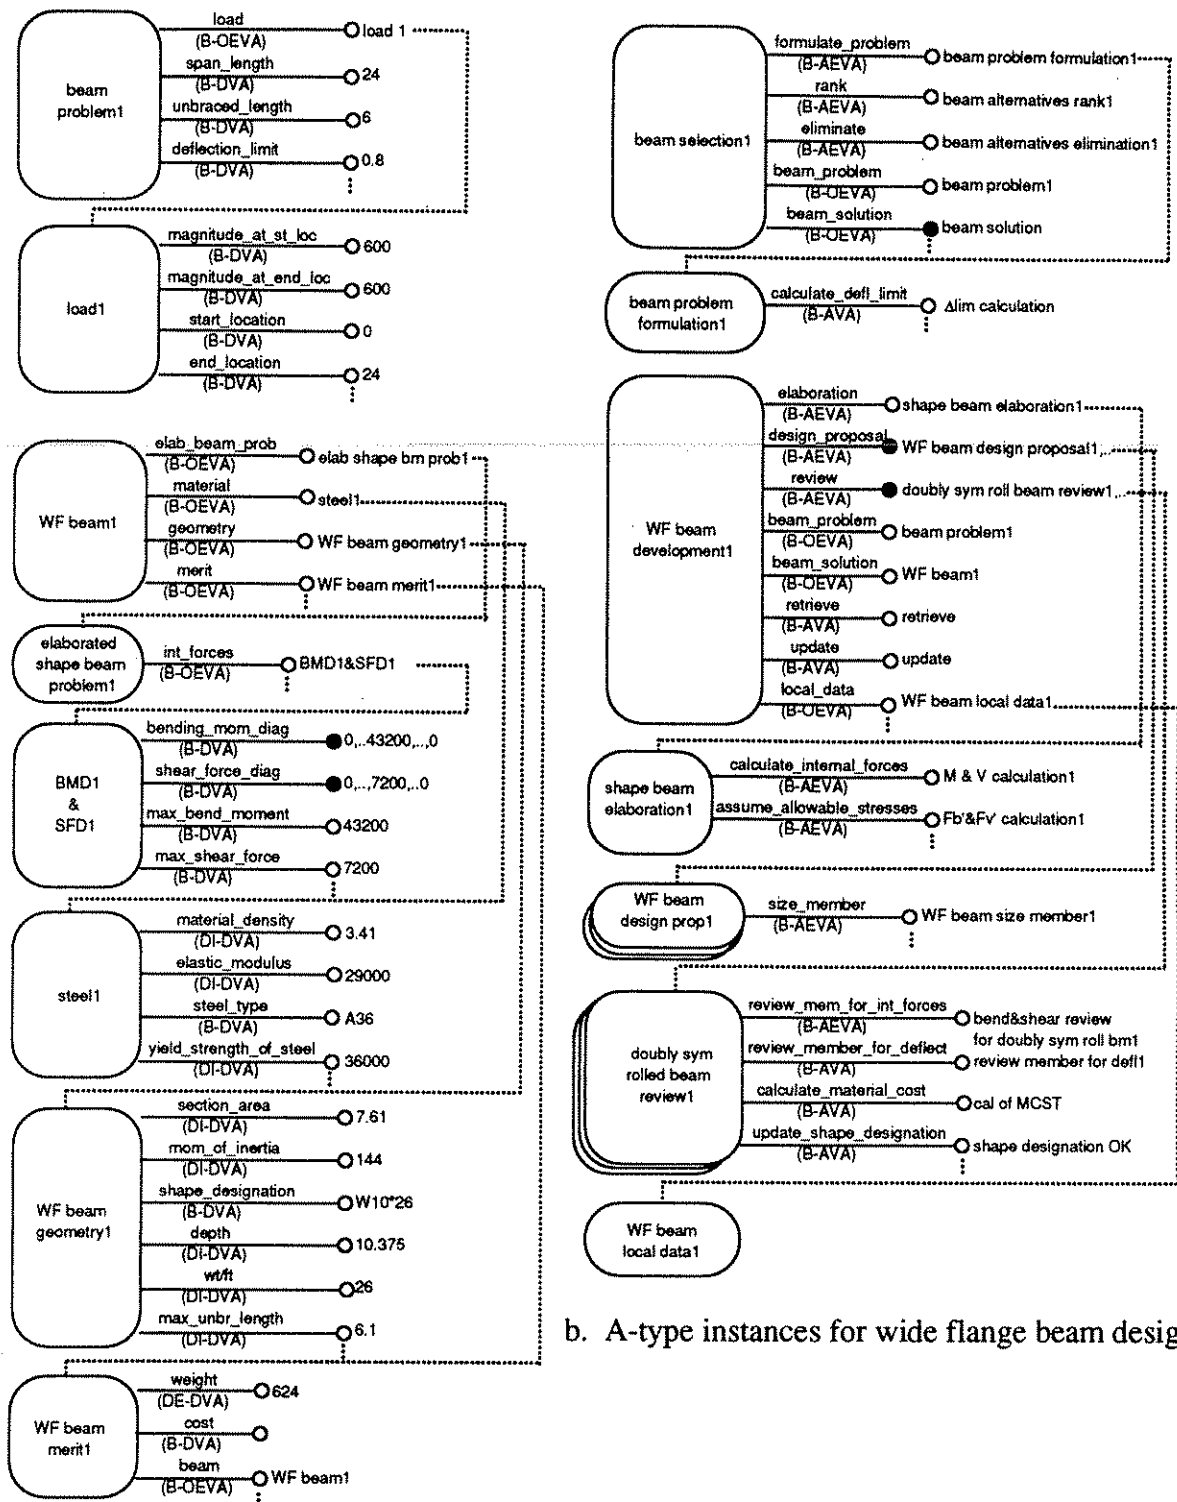 beam
problem1
load
(B-OEVA)
load 1
span_length
(B-DVA)
24
unbraced_length
(B-DVA)
6
deflection_limit
(B-DVA)
0.8
load1
magnitude_at_st_loc
(B-DVA)
600
magnitude_at_end_loc
(B-DVA)
600
start_location
(B-DVA)
0
end_location
(B-DVA)
24
WF beam1
elab_beam_prob
(B-OEVA)
elab shape bm prob1
material
(B-OEVA)
steel1
geometry
(B-OEVA)
WF beam geometry1
merit
(B-OEVA)
WF beam merit1
elaborated
shape beam
problem1
int_forces
(B-OEVA)
BMD1&SFD1
BMD1
&
SFD1
bending_mom_diag
(B-DVA)
0,..43200,..,0
shear_force_diag
(B-DVA)
0,..,7200,..0
max_bend_moment
(B-DVA)
43200
max_shear_force
(B-DVA)
7200
steel1
material_density
(DI-DVA)
3.41
elastic_modulus
(DI-DVA)
29000
steel_type
(B-DVA)
A36
yield_strength_of_steel
(DI-DVA)
36000
WF beam
geometry1
section_area
(DI-DVA)
7.61
mom_of_inertia
(DI-DVA)
144
shape_designation
(B-DVA)
W10*26
depth
(DI-DVA)
10.375
wt/ft
(DI-DVA)
26
max_unbr_length
(DI-DVA)
6.1
WF beam
merit1
weight
(DE-DVA)
624
cost
(B-DVA)
beam
(B-OEVA)
WF beam1
beam selection1
formulate_problem
(B-AEVA)
beam problem formulation1
rank
(B-AEVA)
beam alternatives rank1
eliminate
(B-AEVA)
beam alternatives elimination1
beam_problem
(B-OEVA)
beam problem1
beam_solution
(B-OEVA)
beam solution
beam problem
formulation1
calculate_defl_limit
(B-AVA)
Δlim calculation
WF beam
development1
elaboration
(B-AEVA)
shape beam elaboration1
design_proposal
(B-AEVA)
WF beam design proposal1,..
review
(B-AEVA)
doubly sym roll beam review1,..
beam_problem
(B-OEVA)
beam problem1
beam_solution
(B-OEVA)
WF beam1
retrieve
(B-AVA)
retrieve
update
(B-AVA)
update
local_data
(B-OEVA)
WF beam local data1
shape beam
elaboration1
calculate_internal_forces
(B-AEVA)
M & V calculation1
assume_allowable_stresses
(B-AEVA)
Fb'&Fv' calculation1
WF beam
design prop1
size_member
(B-AEVA)
WF beam size member1
doubly sym
rolled beam
review1
review_mem_for_int_forces
(B-AEVA)
bend&shear review
for doubly sym roll bm1
review_member_for_deflect
(B-AVA)
review member for defl1
calculate_material_cost
(B-AVA)
cal of MCST
update_shape_designation
(B-AVA)
shape designation OK
WF beam
local data1
b. A-type instances for wide flange beam desig